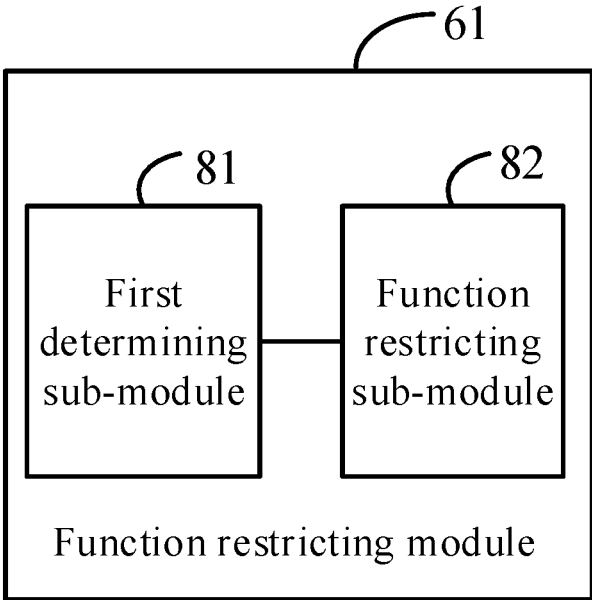 61
81
82
First
determining
sub-module
Function
restricting
sub-module
Function restricting module